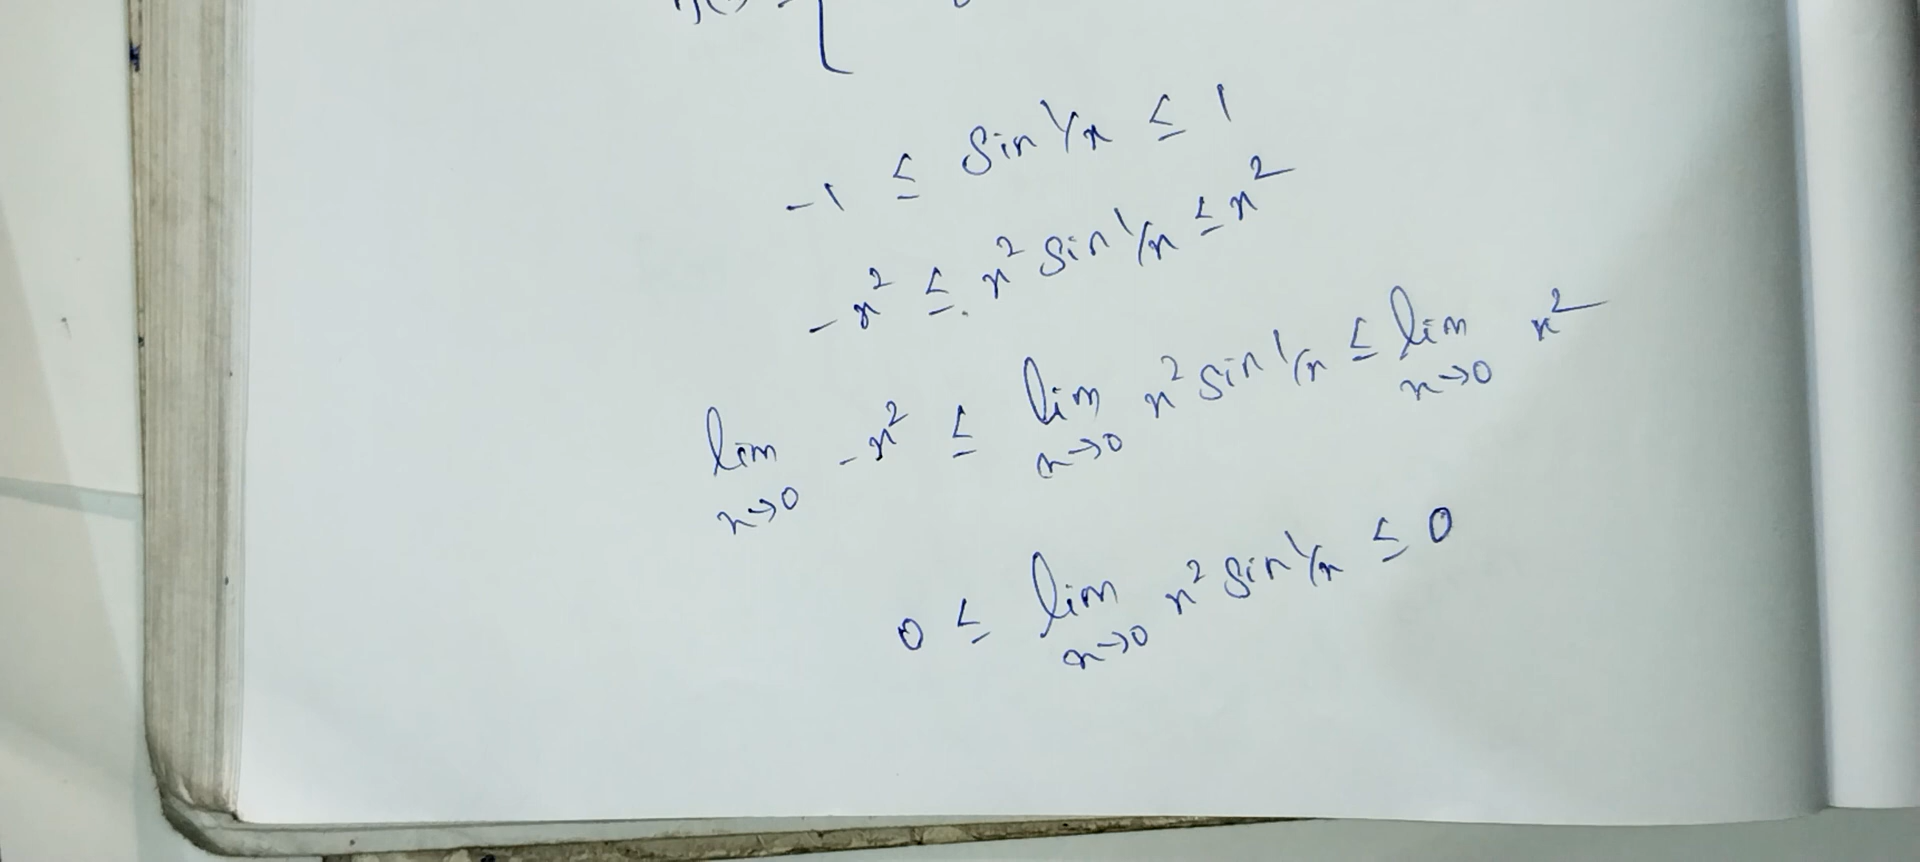 -1 ≤ Sin 1/x ≤ 1
-x² ≤ x² Sin 1/x ≤ x²
lim x→0 -x² ≤ lim x→0 x² sin 1/x ≤ lim x→0 x²
0 ≤ lim x→0 x² sin 1/x ≤ 0